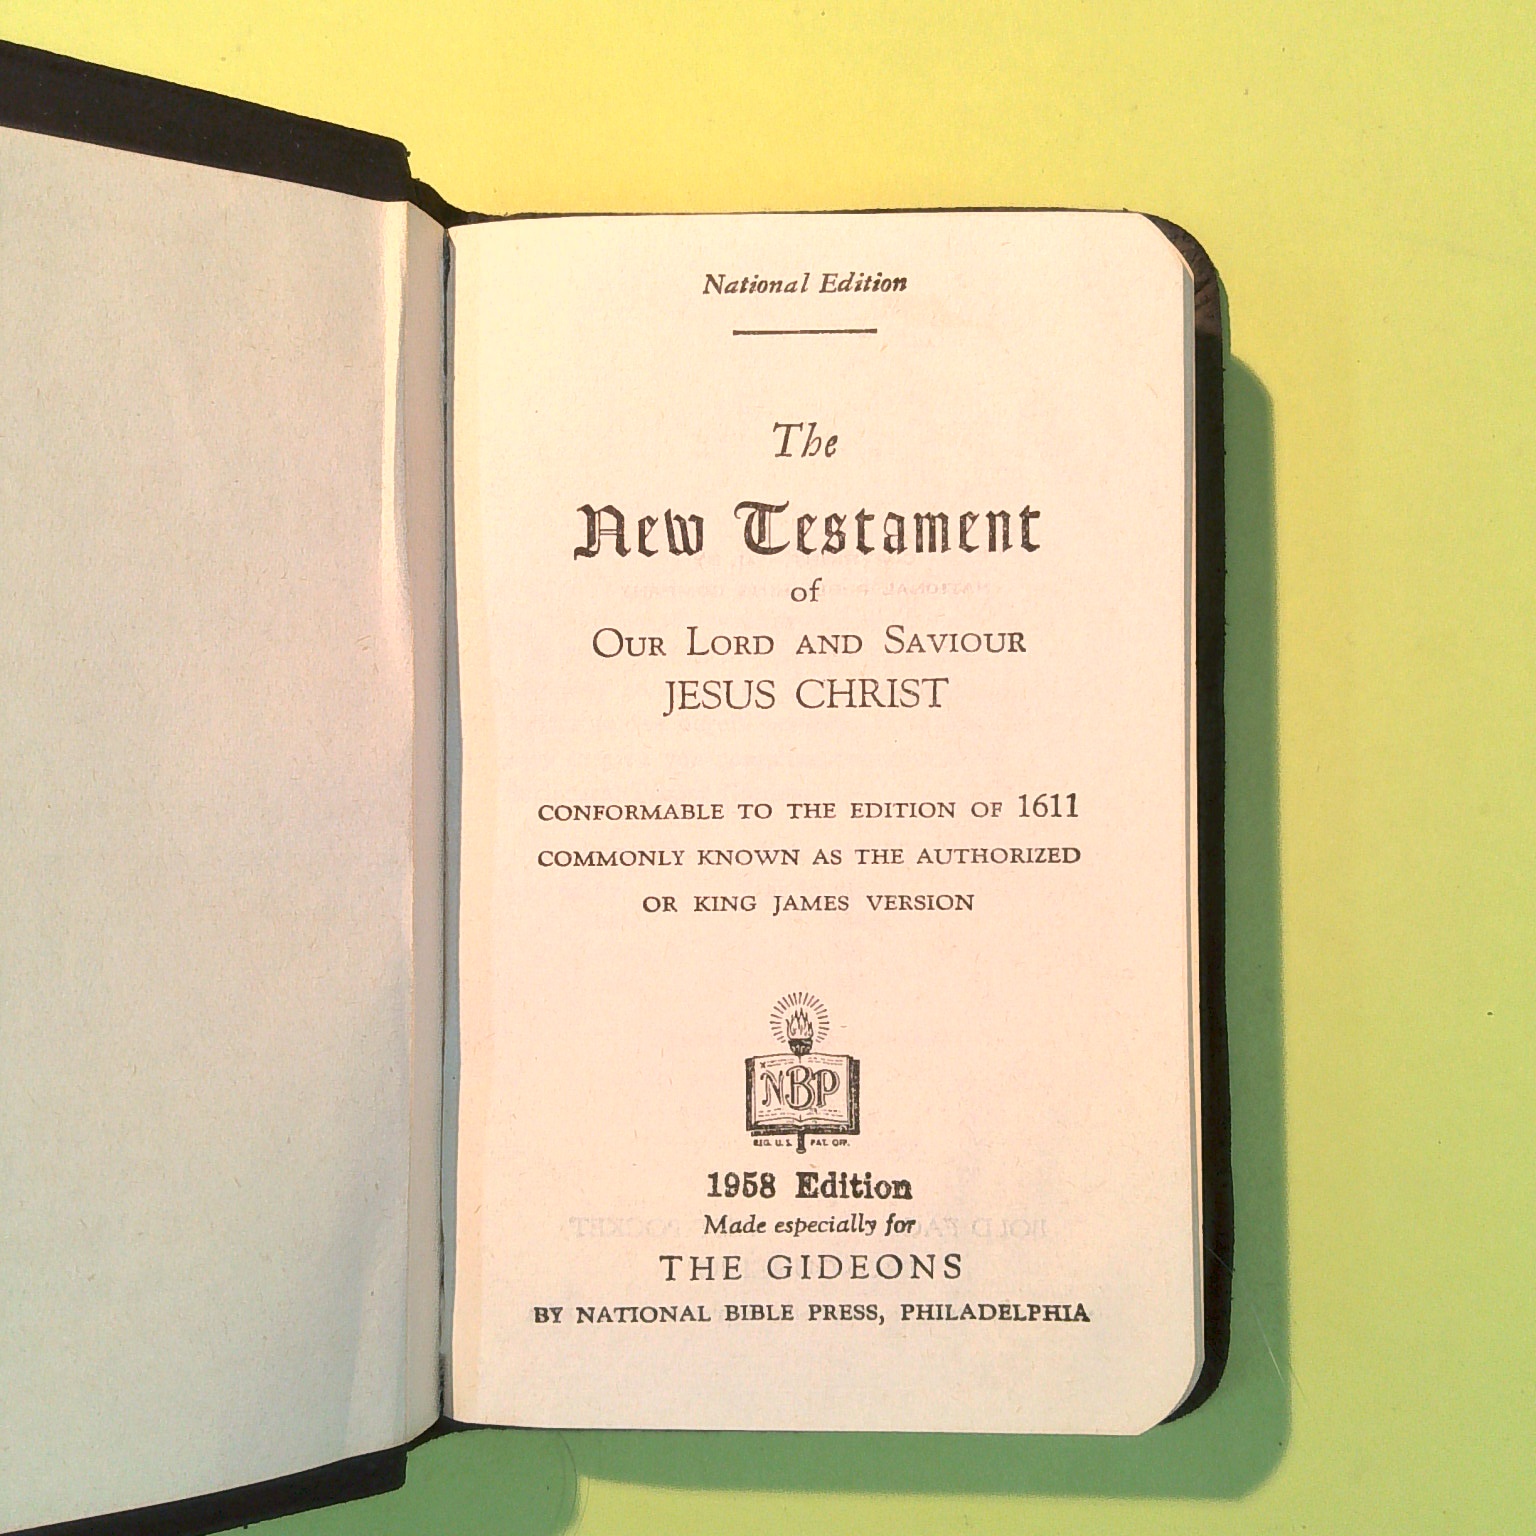 National Edition
The
New Testament
of
OUR LORD AND SAVIOUR
JESUS CHRIST
CONFORMABLE TO THE EDITION OF 1611
COMMONLY KNOWN AS THE AUTHORIZED
OR KING JAMES VERSION
NBP
REG. U.S. PAT. OFF.
1958 Edition
Made especially for
THE GIDEONS
BY NATIONAL BIBLE PRESS, PHILADELPHIA